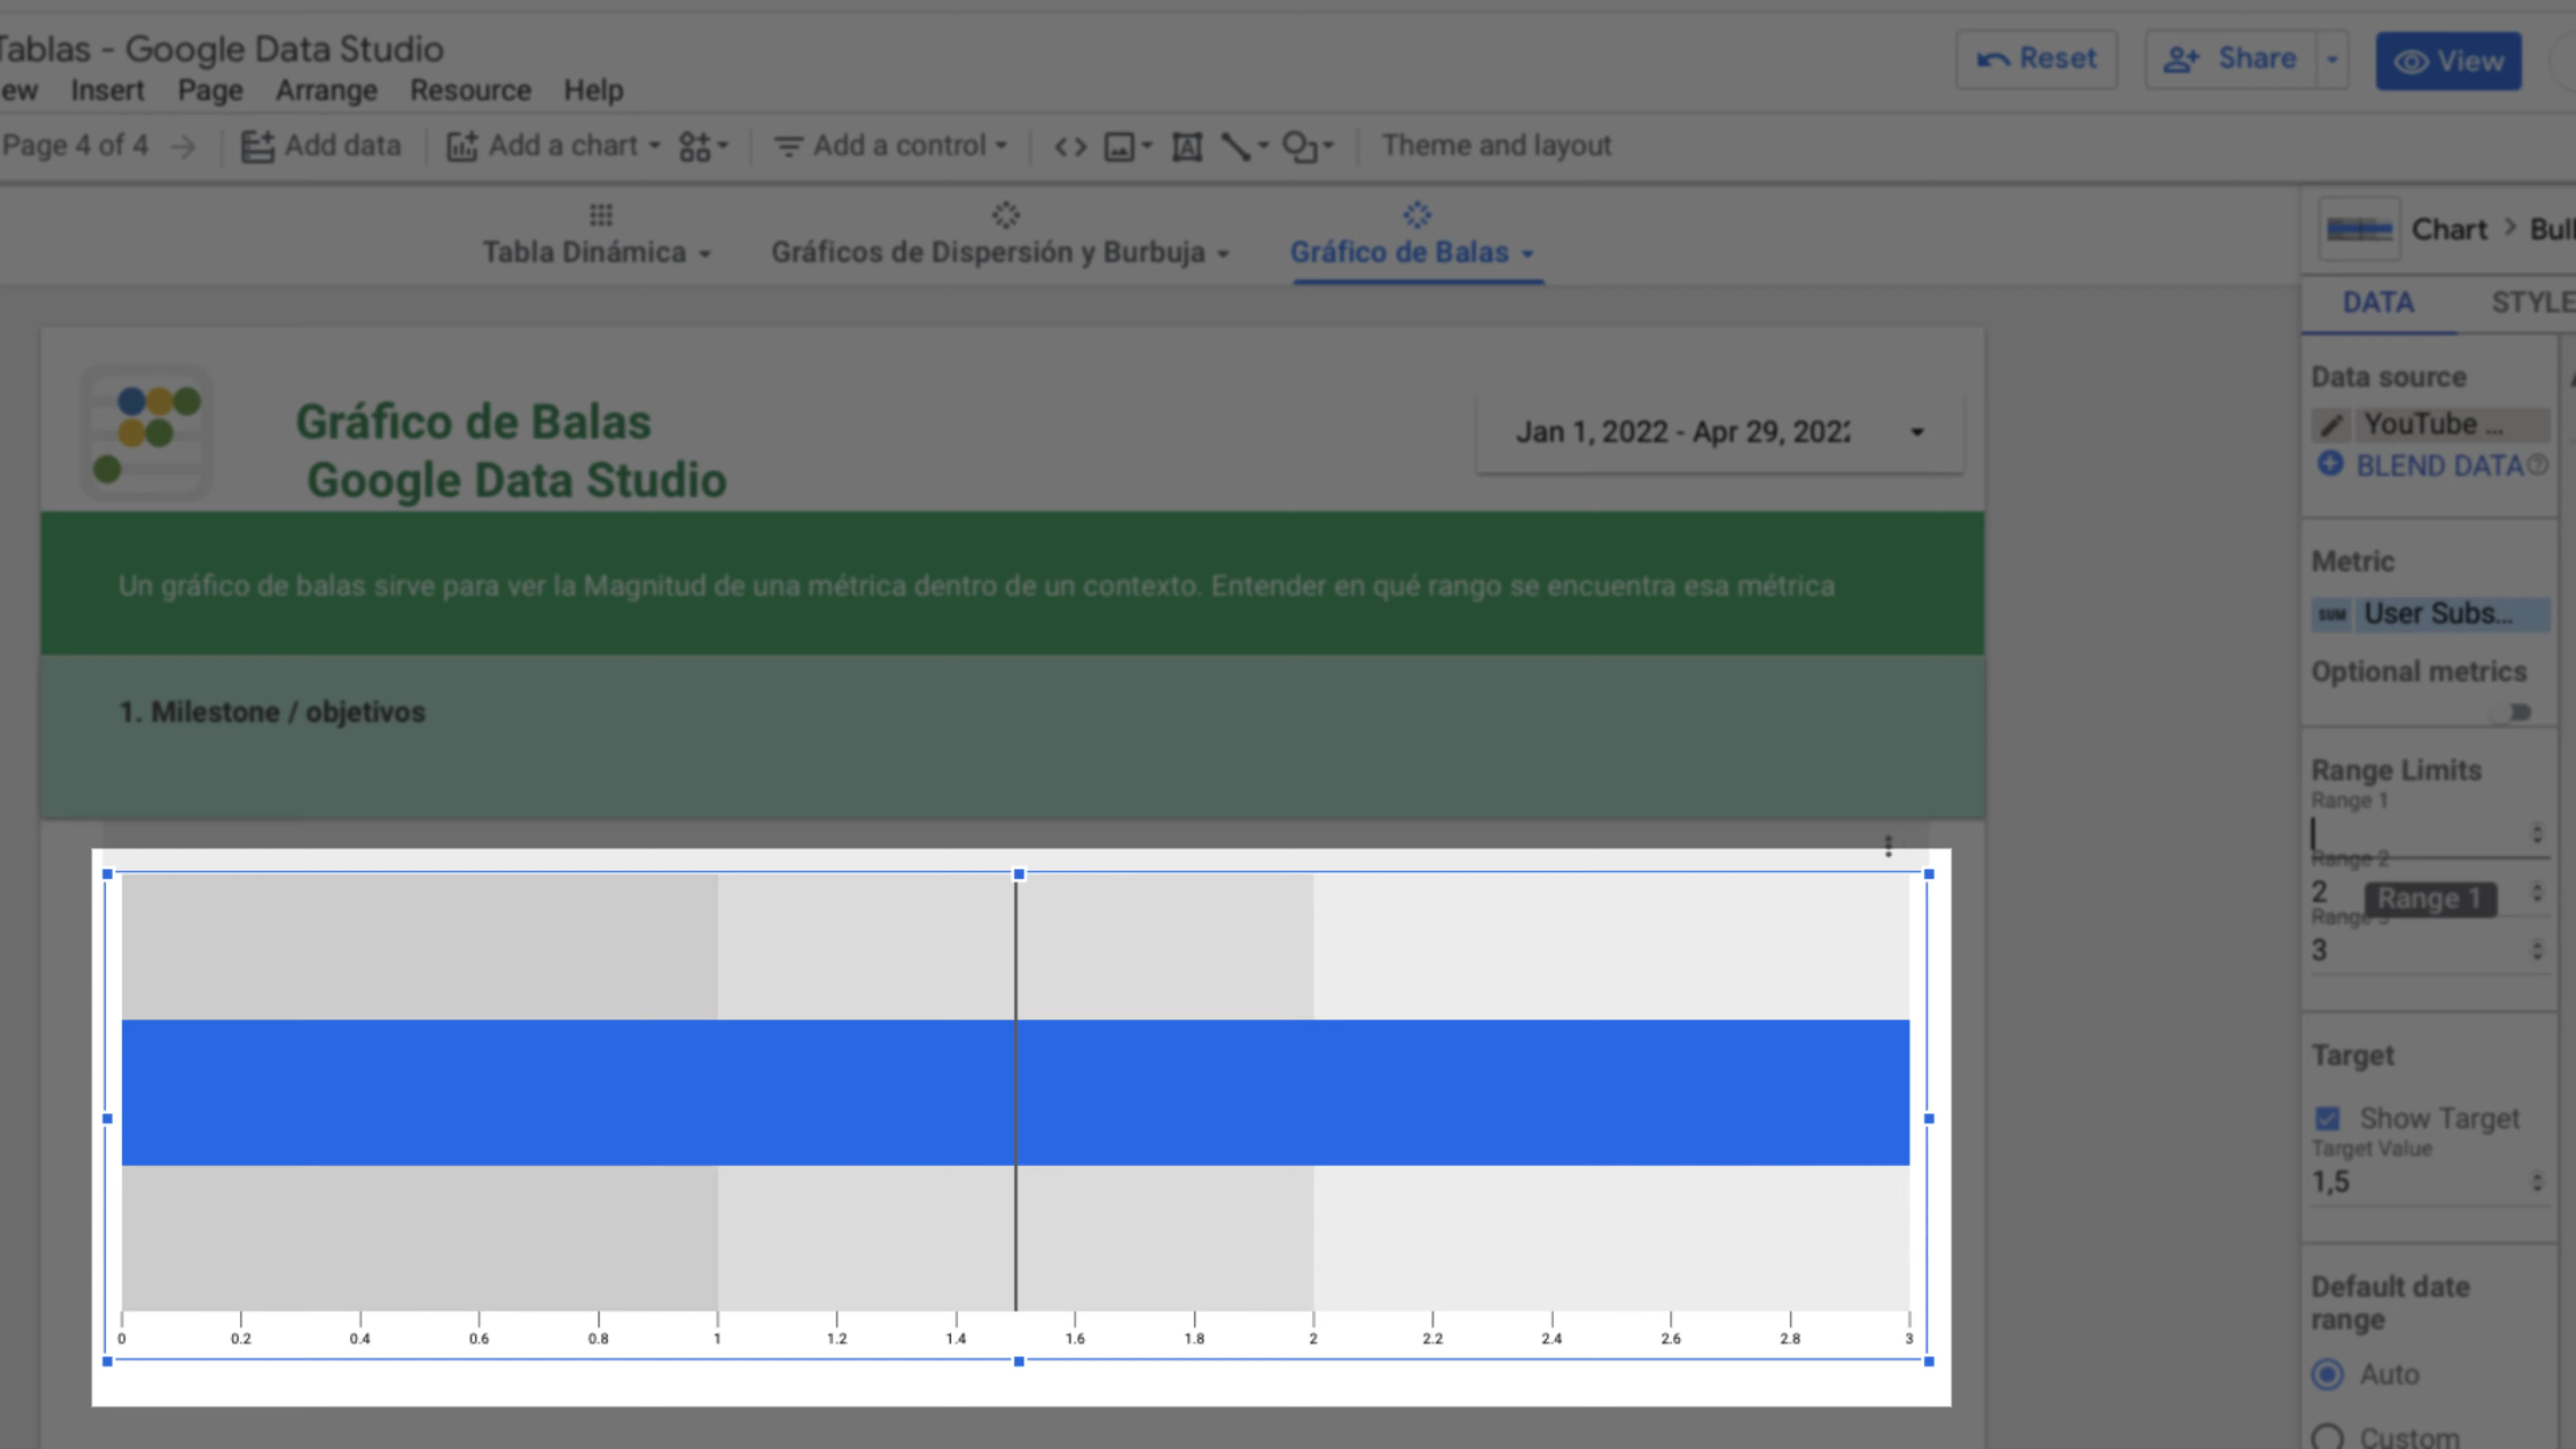 Tablas - Google Data Studio
Reset
Share
View
ew Insert Page Arrange Resource Help
Page 4 of 4
Add data
Add a chart
Add a control
Theme and layout
Tabla Dinámica
Gráficos de Dispersión y Burbuja
Gráfico de Balas
Chart > Bull
DATA STYLE
Gráfico de Balas
Google Data Studio
Jan 1, 2022 - Apr 29, 2022
Un gráfico de balas sirve para ver la Magnitud de una métrica dentro de un contexto. Entender en qué rango se encuentra esa métrica
1. Milestone / objetivos
0 0.2 0.4 0.6 0.8 1 1.2 1.4 1.6 1.8 2 2.2 2.4 2.6 2.8 3
Data source
YouTube ...
BLEND DATA
Metric
SUM User Subs...
Optional metrics
Range Limits
Range 1
Range 2
2
Range 1
Range 3
3
Target
Show Target
Target Value
1,5
Default date
range
Auto
Custom